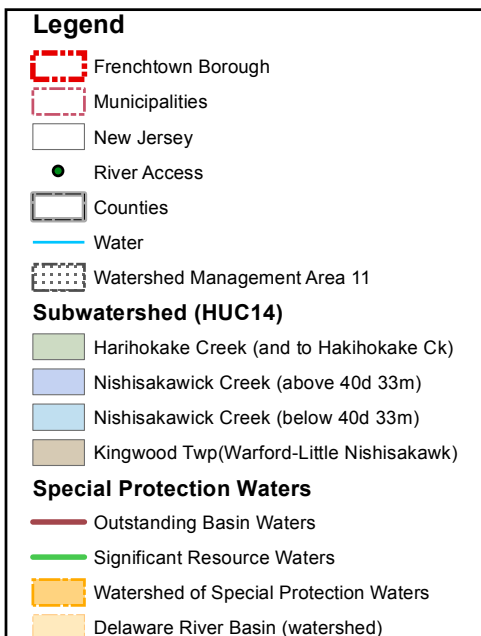 Legend
Frenchtown Borough
Municipalities
New Jersey
River Access
Counties
Water
Watershed Management Area 11
Subwatershed (HUC14)
Harihokake Creek (and to Hakihokake Ck)
Nishisakawick Creek (above 40d 33m)
Nishisakawick Creek (below 40d 33m)
Kingwood Twp(Warford-Little Nishisakawk)
Special Protection Waters
Outstanding Basin Waters
Significant Resource Waters
Watershed of Special Protection Waters
Delaware River Basin (watershed)